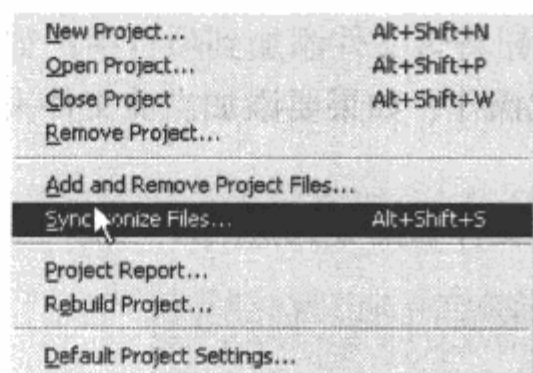 New Project... Alt+Shift+N
Open Project... Alt+Shift+P
Close Project Alt+Shift+W
Remove Project...
Add and Remove Project Files...
Synchronize Files... Alt+Shift+S
Project Report...
Rebuild Project...
Default Project Settings...